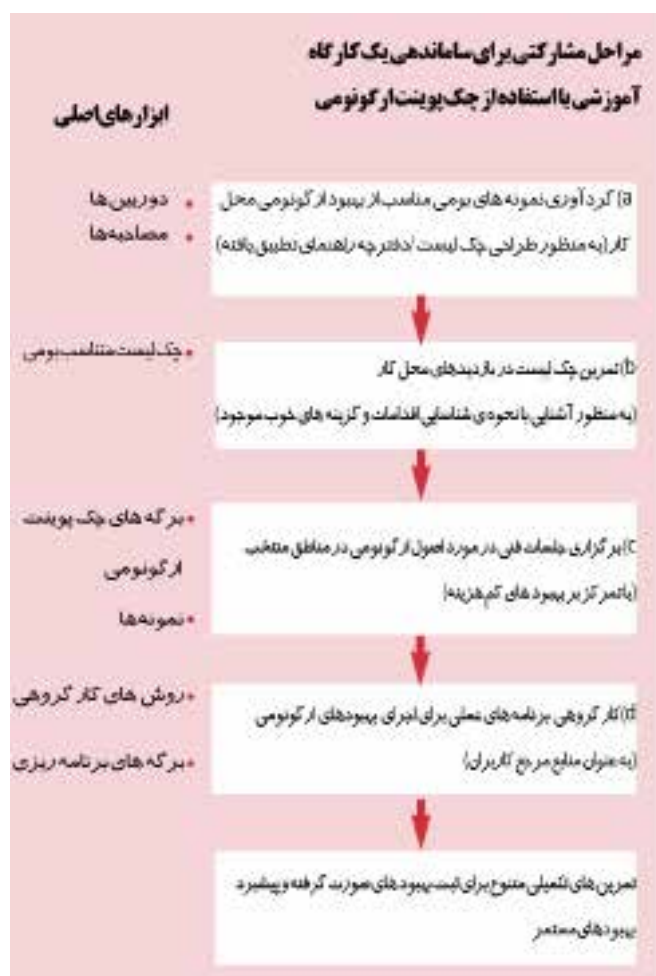 مراحل مشارکتی برای ساماندهی یک کارگاه
آموزشی با استفاده از چک پوینت ارگونومی
ابزارهای اصلی
a) گردآوری نمونه های بومی مناسب از بهبود ارگونومی محل
کار (به منظور طراحی چک لیست / دفترچه راهنمای تطبیق یافته)
• دوربین ها
• مصاحبه ها
b) تمرین چک لیست در بازدیدهای محل کار
(به منظور آشنایی با نحوه ی شناسایی اقدامات و گزینه های خوب موجود)
• چک لیست متناسب بومی
c) برگزاری جلسات فنی در مورد اصول ارگونومی در مناطق منتخب
(با تمرکز بر بهبودهای کم هزینه)
• برگه های چک پوینت
ارگونومی
• نمونه ها
d) کار گروهی برنامه های عملی برای اجرای بهبودهای ارگونومی
(به عنوان منابع مرجع کاربران)
• روش های کار گروهی
• برگه های برنامه ریزی
تمرین های تکمیلی متنوع برای ثبت بهبودهای صورت گرفته و پیشبرد
بهبودهای مستمر